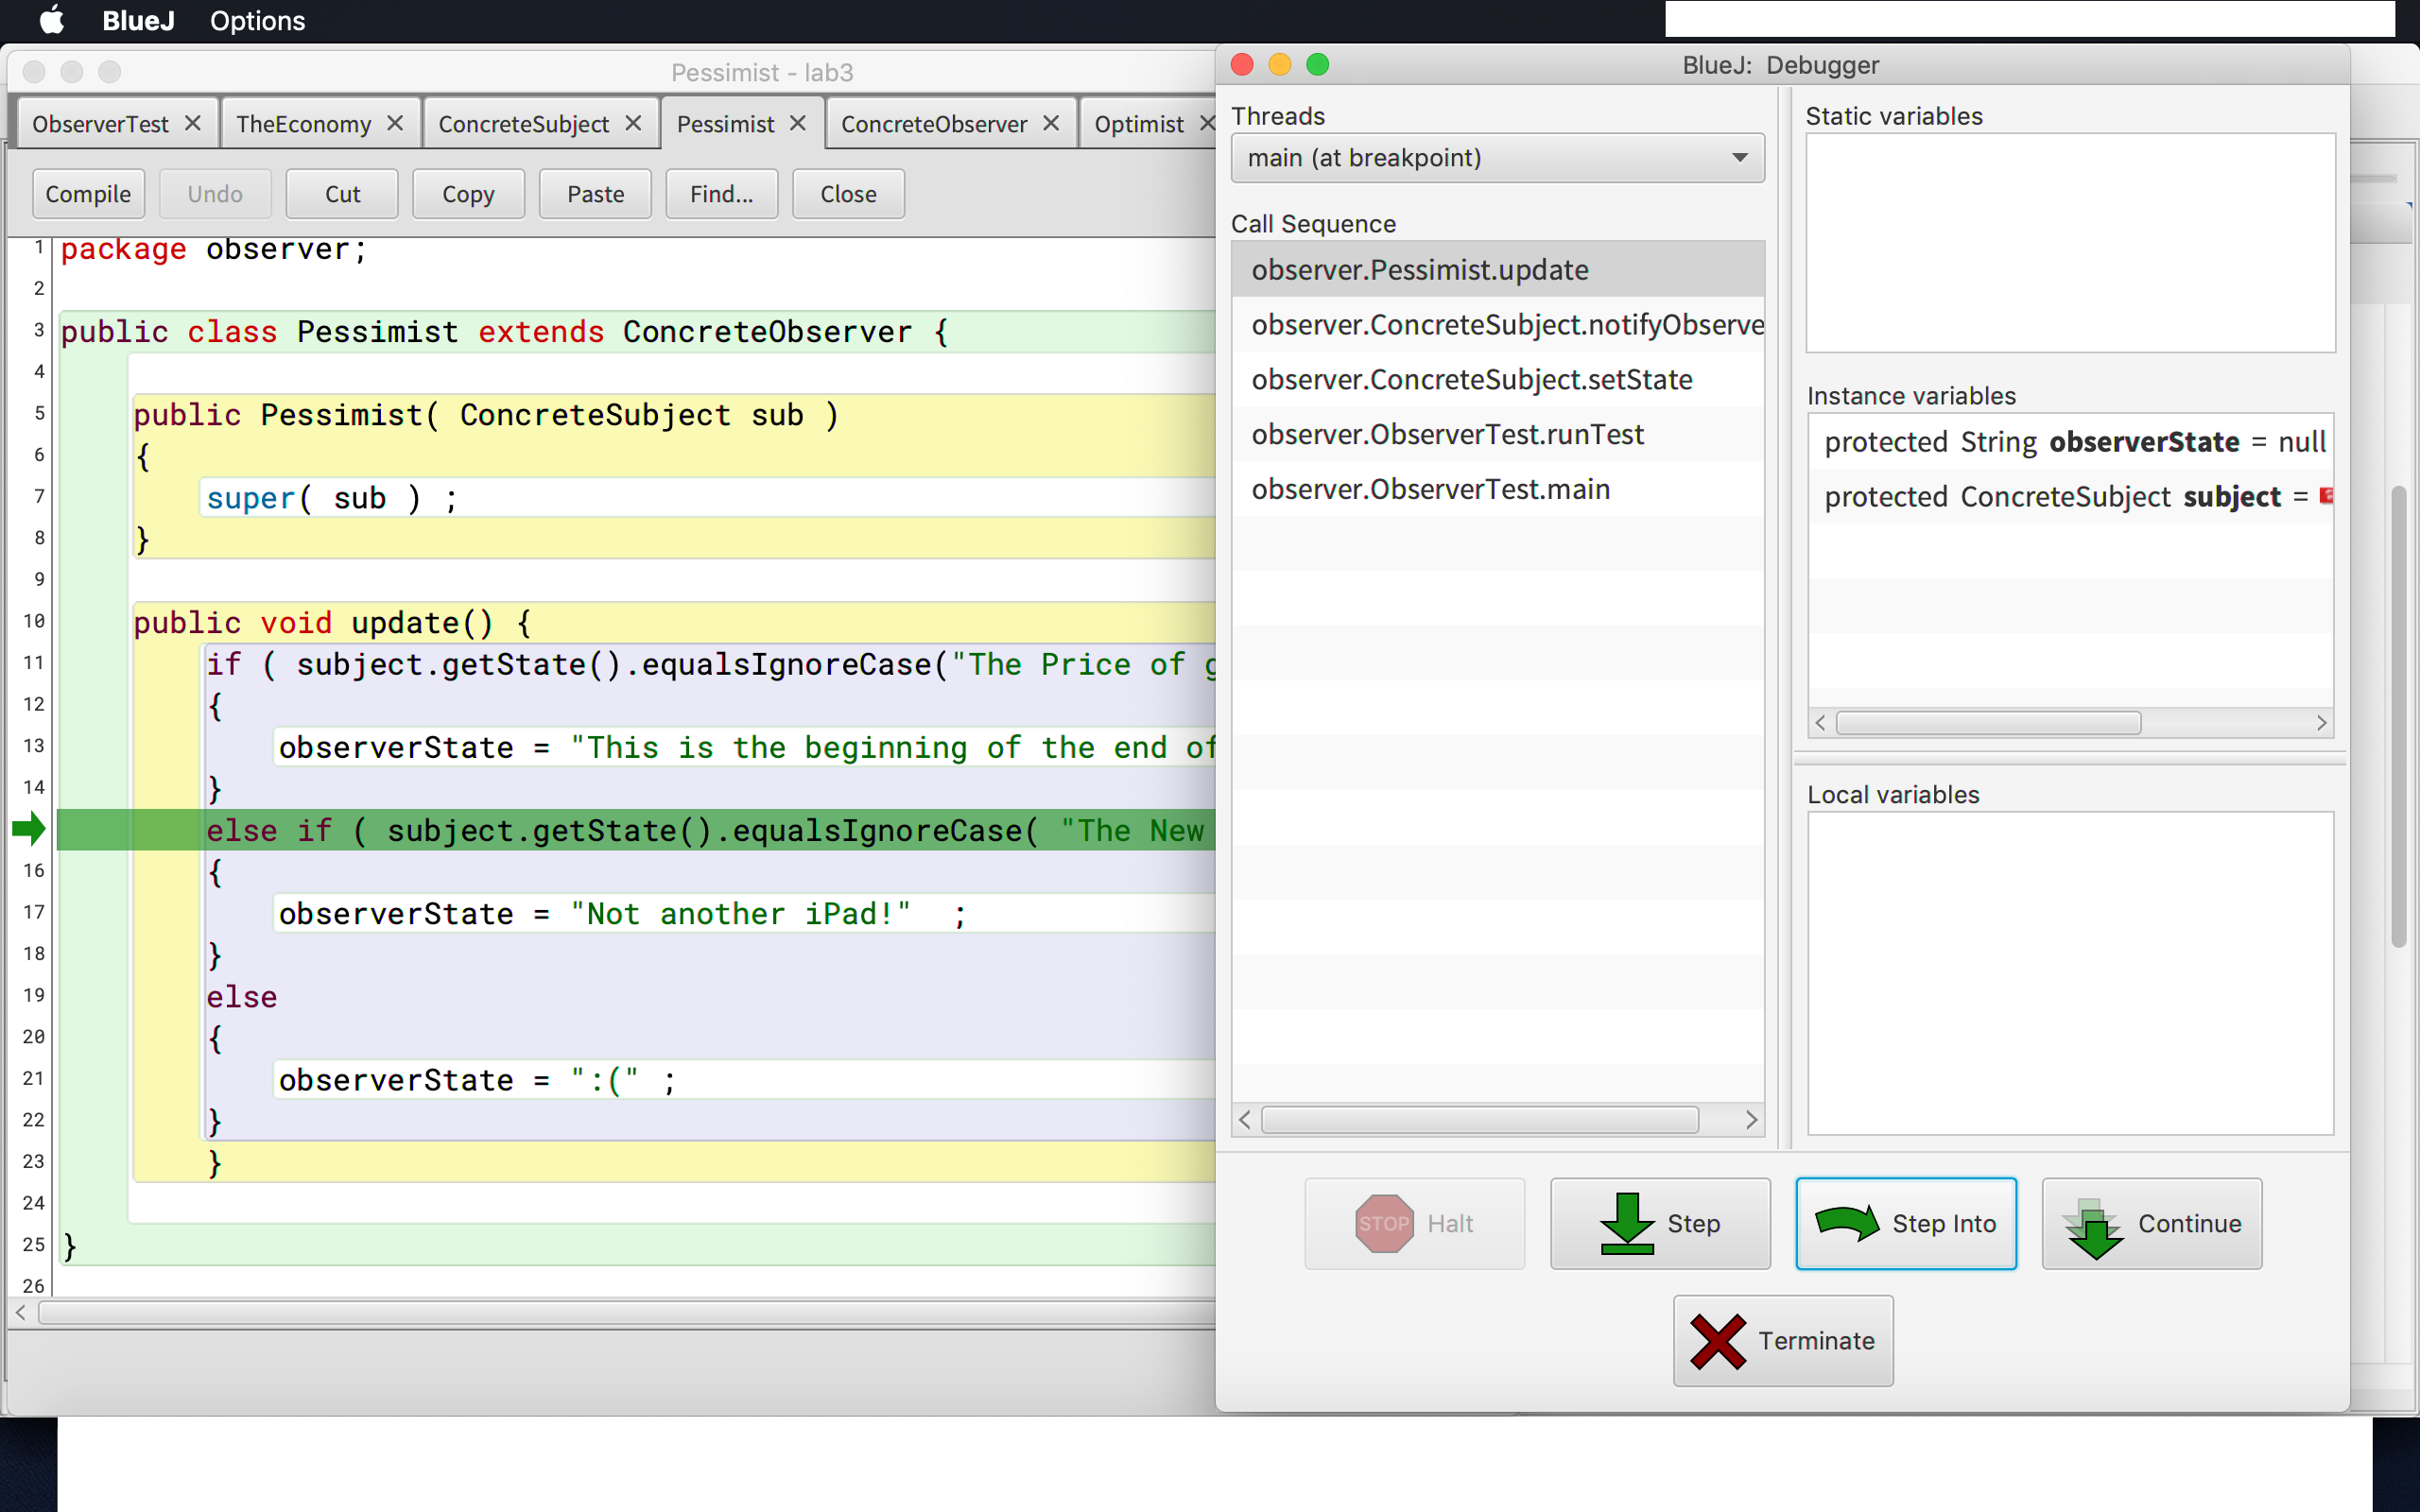 BlueJ Options
Pessimist - lab3
ObserverTest TheEconomy ConcreteSubject Pessimist ConcreteObserver Optimist
Compile Undo Cut Copy Paste Find... Close
1 package observer;
2
3 public class Pessimist extends ConcreteObserver {
4
5 public Pessimist( ConcreteSubject sub )
6 {
7 super( sub ) ;
8 }
9
10 public void update() {
11 if ( subject.getState().equalsIgnoreCase("The Price of g
12 {
13 observerState = "This is the beginning of the end of
14 }
else if ( subject.getState().equalsIgnoreCase( "The New
16 {
17 observerState = "Not another iPad!" ;
18 }
19 else
20 {
21 observerState = ":(" ;
22 }
23 }
24
25 }
26
BlueJ: Debugger
Threads
main (at breakpoint)
Call Sequence
observer.Pessimist.update
observer.ConcreteSubject.notifyObserve
observer.ConcreteSubject.setState
observer.ObserverTest.runTest
observer.ObserverTest.main
Static variables
Instance variables
protected String observerState = null
protected ConcreteSubject subject =
Local variables
STOP Halt Step Step Into Continue
Terminate